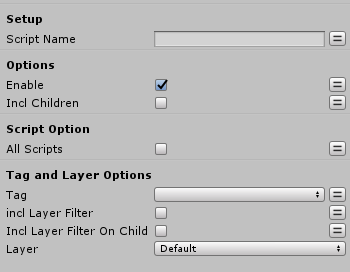 Setup
Script Name
Options
Enable
Incl Children
Script Option
All Scripts
Tag and Layer Options
Tag
incl Layer Filter
Incl Layer Filter On Child
Layer Default